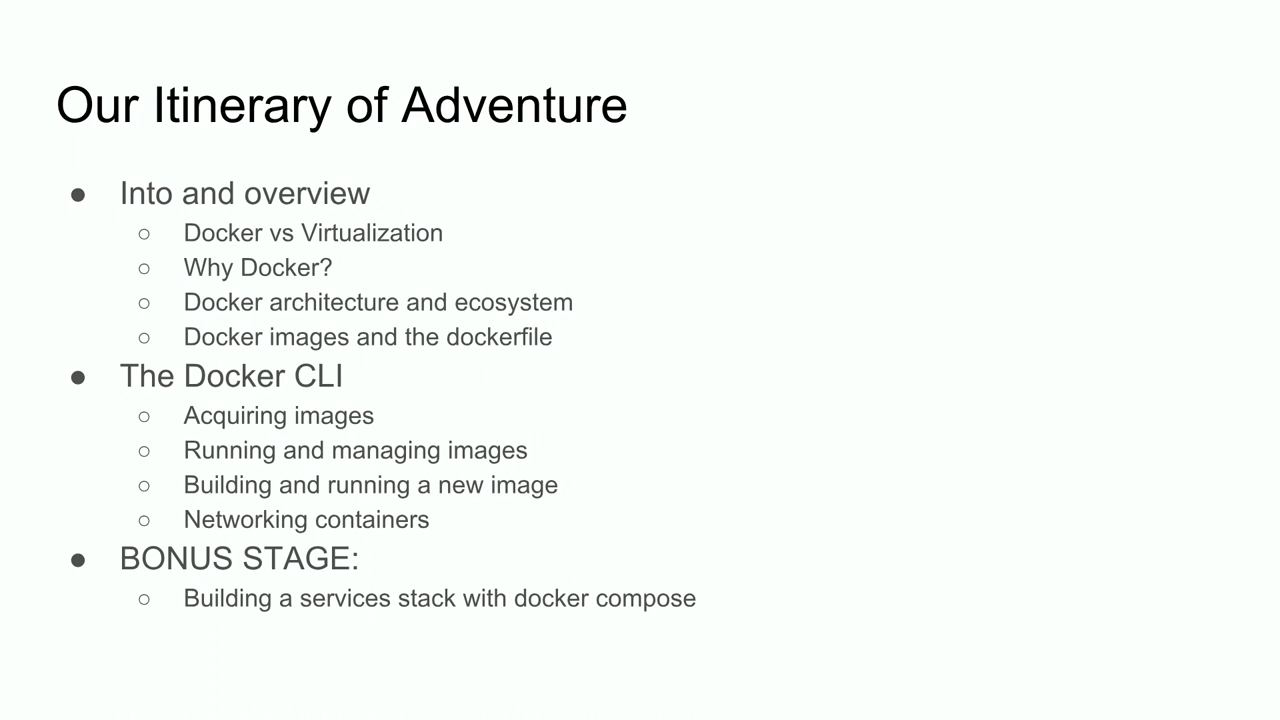 Our Itinerary of Adventure
● Into and overview
○ Docker vs Virtualization
○ Why Docker?
○ Docker architecture and ecosystem
○ Docker images and the dockerfile
● The Docker CLI
○ Acquiring images
○ Running and managing images
○ Building and running a new image
○ Networking containers
● BONUS STAGE:
○ Building a services stack with docker compose